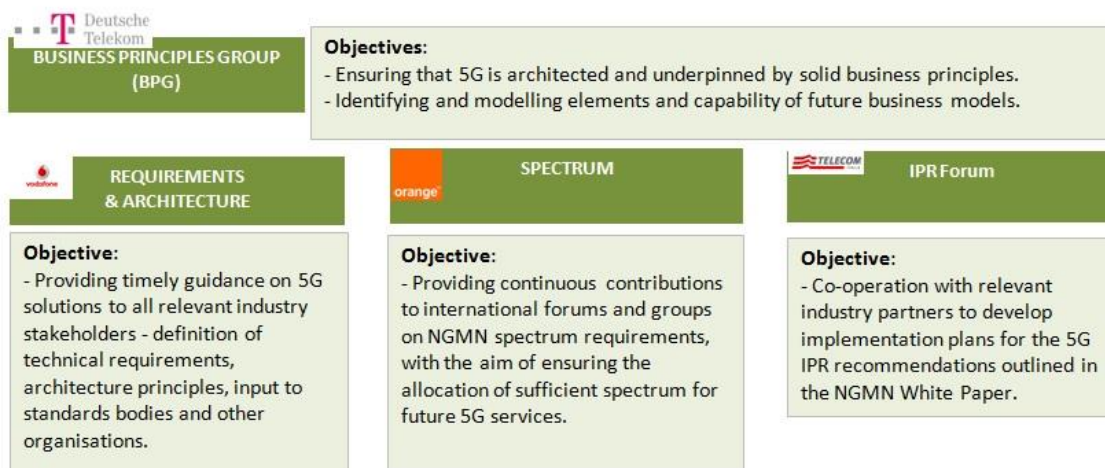 Deutsche
Telekom
BUSINESS PRINCIPLES GROUP
(BPG)
Objectives:
- Ensuring that 5G is architected and underpinned by solid business principles.
- Identifying and modelling elements and capability of future business models.
vodafone
REQUIREMENTS
& ARCHITECTURE
Objective:
- Providing timely guidance on 5G
solutions to all relevant industry
stakeholders - definition of
technical requirements,
architecture principles, input to
standards bodies and other
organisations.
orange
SPECTRUM
Objective:
- Providing continuous contributions
to international forums and groups
on NGMN spectrum requirements,
with the aim of ensuring the
allocation of sufficient spectrum for
future 5G services.
TELECOM
IPR Forum
Objective:
- Co-operation with relevant
industry partners to develop
implementation plans for the 5G
IPR recommendations outlined in
the NGMN White Paper.